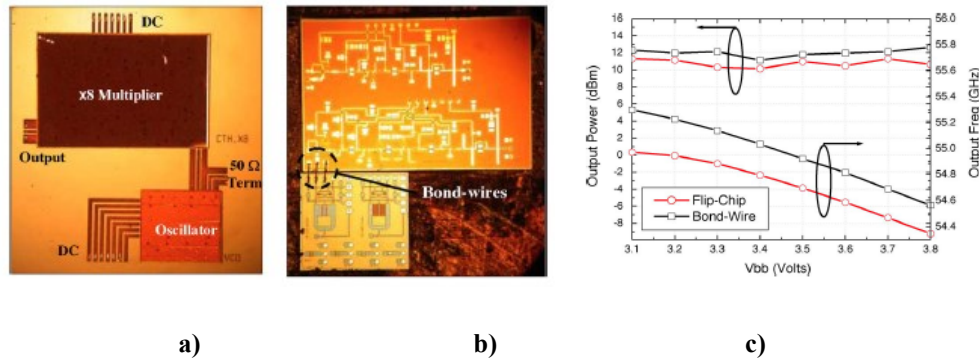 DC
x8 Multiplier
CTH.X8
Output
50 Ω
Term
Oscillator
DC
VCO
a)
Bond-wires
b)
Output Power (dBm)
16
14
12
10
8
6
4
2
0
-2
-4
-6
-8
56.0
55.8
55.6
55.4
55.2
55.0
54.8
54.6
54.4
Output Freq (GHz)
Flip-Chip
Bond-Wire
3.1 3.2 3.3 3.4 3.5 3.6 3.7 3.8
Vbb (Volts)
c)